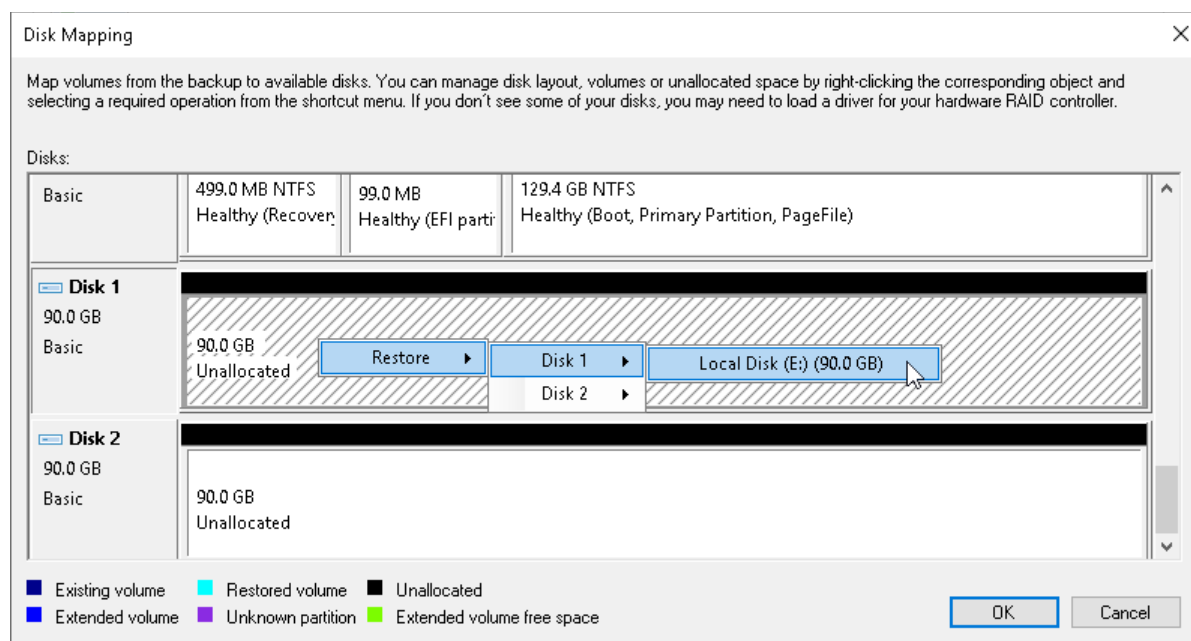 Disk Mapping
Map volumes from the backup to available disks. You can manage disk layout, volumes or unallocated space by right-clicking the corresponding object and
selecting a required operation from the shortcut menu. If you don´t see some of your disks, you may need to load a driver for your hardware RAID controller.
Disks:
Basic
499.0 MB NTFS
Healthy (Recovery
99.0 MB
Healthy (EFI parti
129.4 GB NTFS
Healthy (Boot, Primary Partition, PageFile)
Disk 1
90.0 GB
Basic
90.0 GB
Unallocated
Restore
Disk 1
Disk 2
Local Disk (E:) (90.0 GB)
Disk 2
90.0 GB
Basic
90.0 GB
Unallocated
Existing volume
Restored volume
Unallocated
Extended volume
Unknown partition
Extended volume free space
OK
Cancel